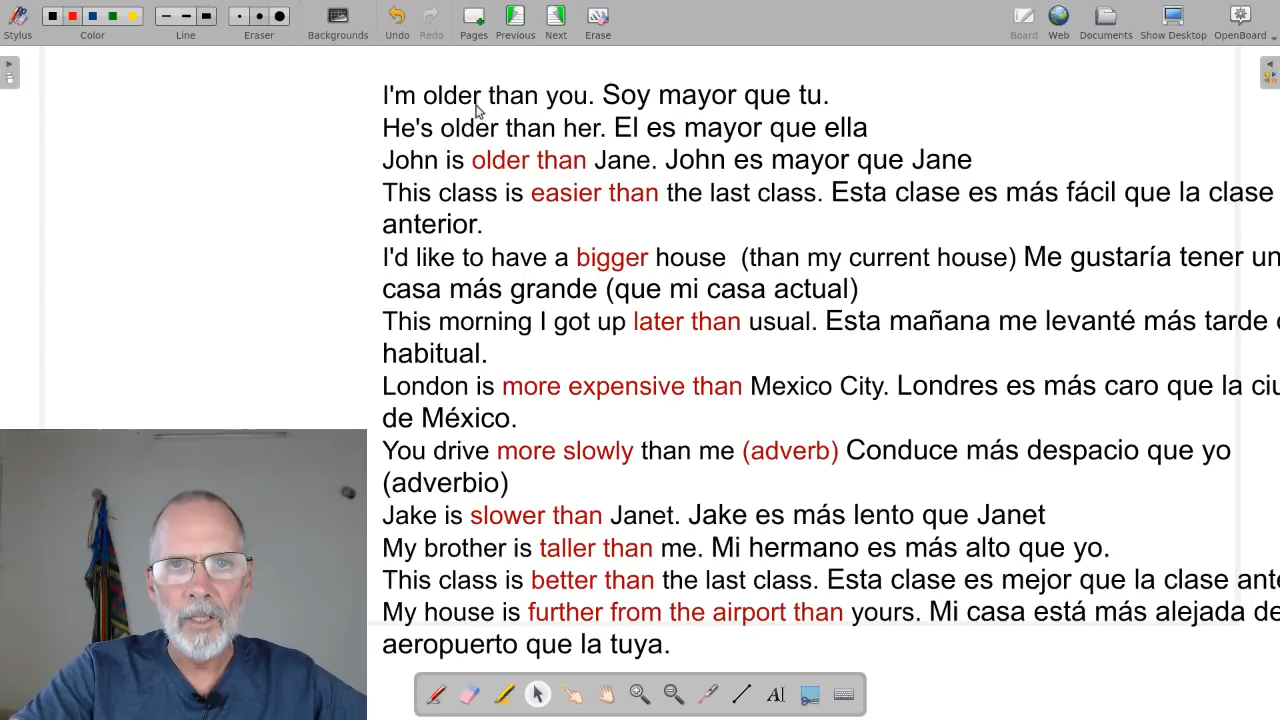 Stylus Color Line Eraser Backgrounds Undo Redo Pages Previous Next Erase Board Web Documents Show Desktop OpenBoard
I'm older than you. Soy mayor que tu.
He's older than her. El es mayor que ella
John is older than Jane. John es mayor que Jane
This class is easier than the last class. Esta clase es más fácil que la clase
anterior.
I'd like to have a bigger house (than my current house) Me gustaría tener un
casa más grande (que mi casa actual)
This morning I got up later than usual. Esta mañana me levanté más tarde
habitual.
London is more expensive than Mexico City. Londres es más caro que la ciu
de México.
You drive more slowly than me (adverb) Conduce más despacio que yo
(adverbio)
Jake is slower than Janet. Jake es más lento que Janet
My brother is taller than me. Mi hermano es más alto que yo.
This class is better than the last class. Esta clase es mejor que la clase ante
My house is further from the airport than yours. Mi casa está más alejada de
aeropuerto que la tuya.
AI